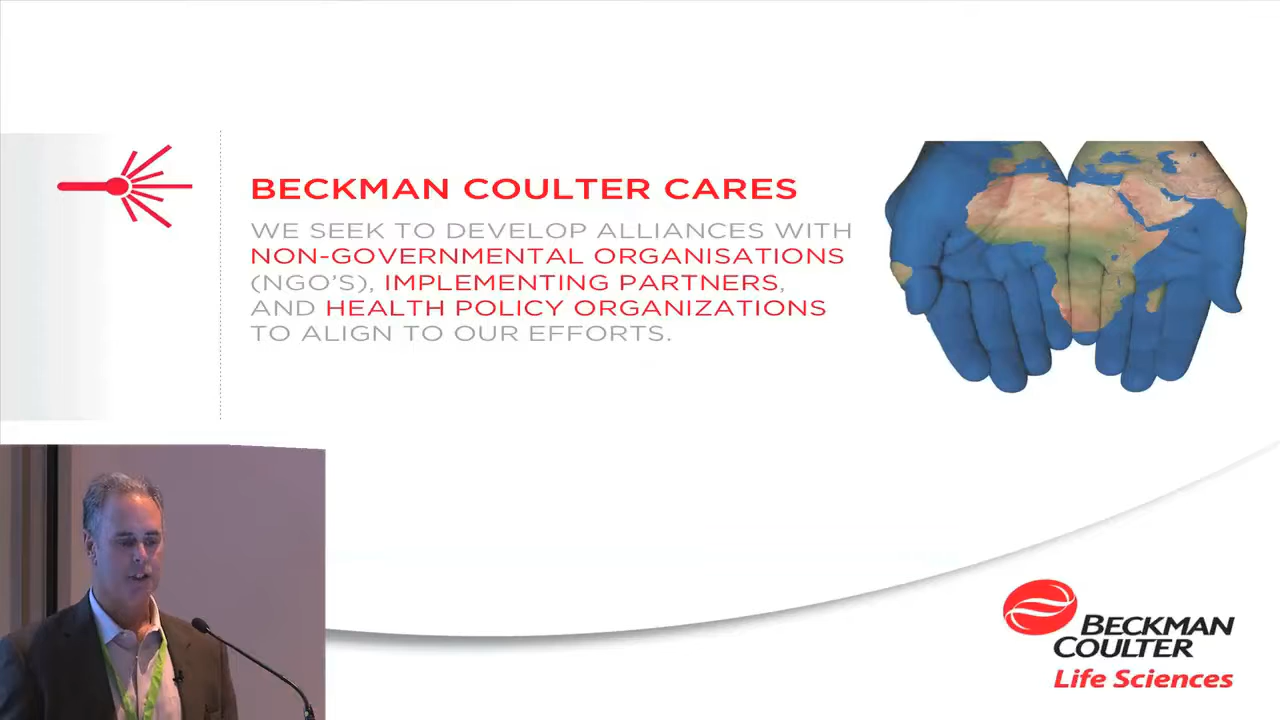 BECKMAN COULTER CARES
WE SEEK TO DEVELOP ALLIANCES WITH
NON-GOVERNMENTAL ORGANISATIONS
(NGO'S), IMPLEMENTING PARTNERS,
AND HEALTH POLICY ORGANIZATIONS
TO ALIGN TO OUR EFFORTS.
BECKMAN
COULTER
Life Sciences